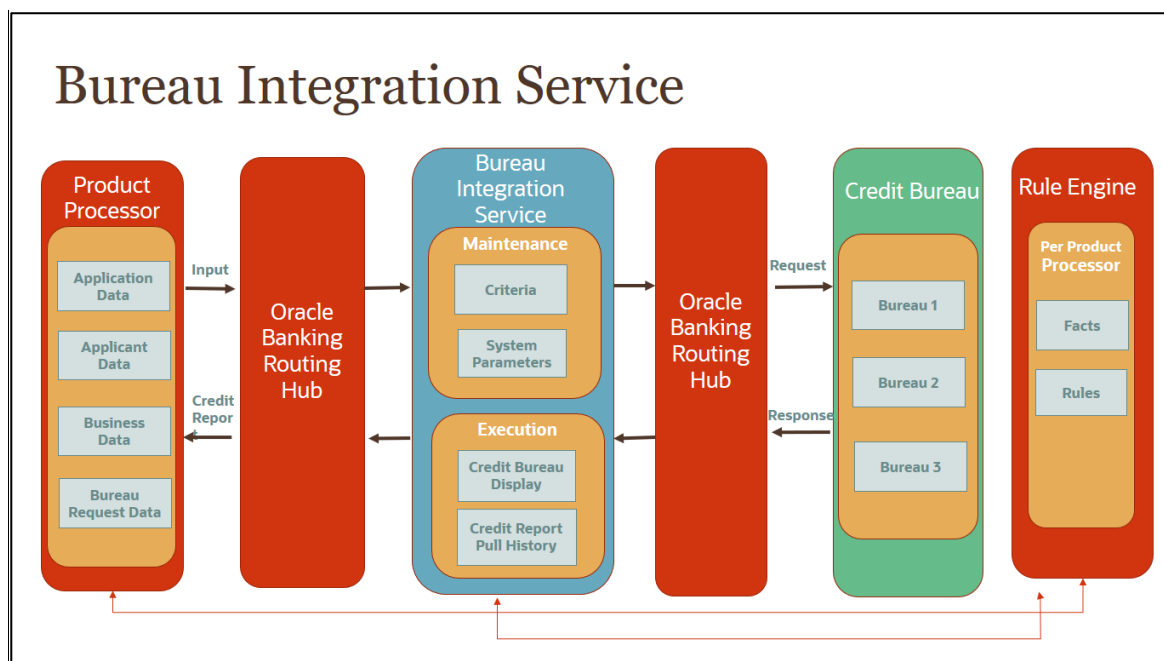 Bureau Integration Service
Product
Processor
Application
Data
Applicant
Data
Business
Data
Bureau
Request Data
Input
Credit
Repor
t
Oracle
Banking
Routing
Hub
Bureau
Integration
Service
Maintenance
Criteria
System
Parameters
Execution
Credit Bureau
Display
Credit Report
Pull History
Oracle
Banking
Routing
Hub
Request
Response
Credit Bureau
Bureau 1
Bureau 2
Bureau 3
Rule Engine
Per Product
Processor
Facts
Rules